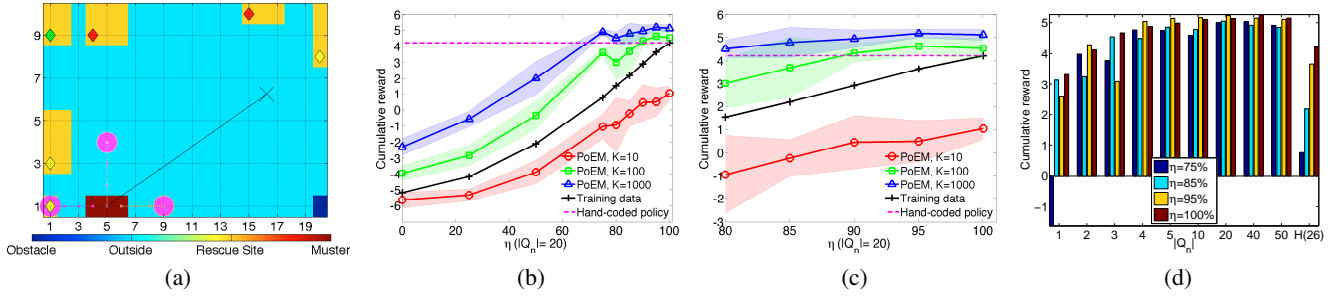 9
7
5
3
1
1 3 5 7 9 11 13 15 17 19
Obstacle Outside Rescue Site Muster
(a)
Cumulative reward
6
5
4
3
2
1
0
-1
-2
-3
-4
-5
-6
0 20 40 60 80 100
η (|Q_n|= 20)
PoEM, K=10
PoEM, K=100
PoEM, K=1000
Training data
Hand-coded policy
(b)
Cumulative reward
6
5
4
3
2
1
0
-1
-2
-3
80 85 90 95 100
η (|Q_n|= 20)
PoEM, K=10
PoEM, K=100
PoEM, K=1000
Training data
Hand-coded policy
(c)
Cumulative reward
5
4
3
2
1
0
-1
1 2 3 4 5 10 20 40 50 H(26)
|Q_n|
η=75%
η=85%
η=95%
η=100%
(d)